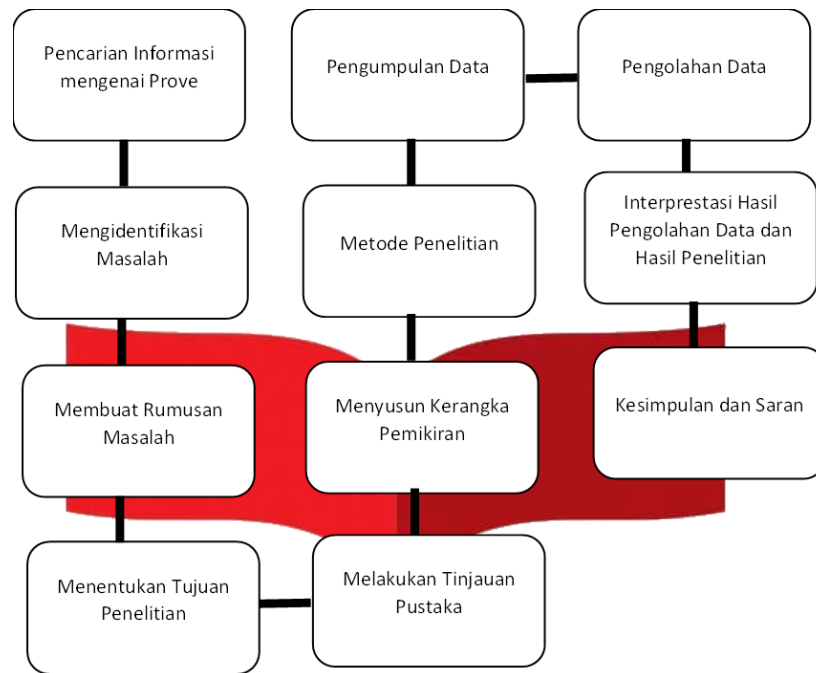 Pencarian Informasi
mengenai Prove
Mengidentifikasi
Masalah
Membuat Rumusan
Masalah
Menentukan Tujuan
Penelitian
Melakukan Tinjauan
Pustaka
Menyusun Kerangka
Pemikiran
Metode Penelitian
Pengumpulan Data
Pengolahan Data
Interprestasi Hasil
Pengolahan Data dan
Hasil Penelitian
Kesimpulan dan Saran